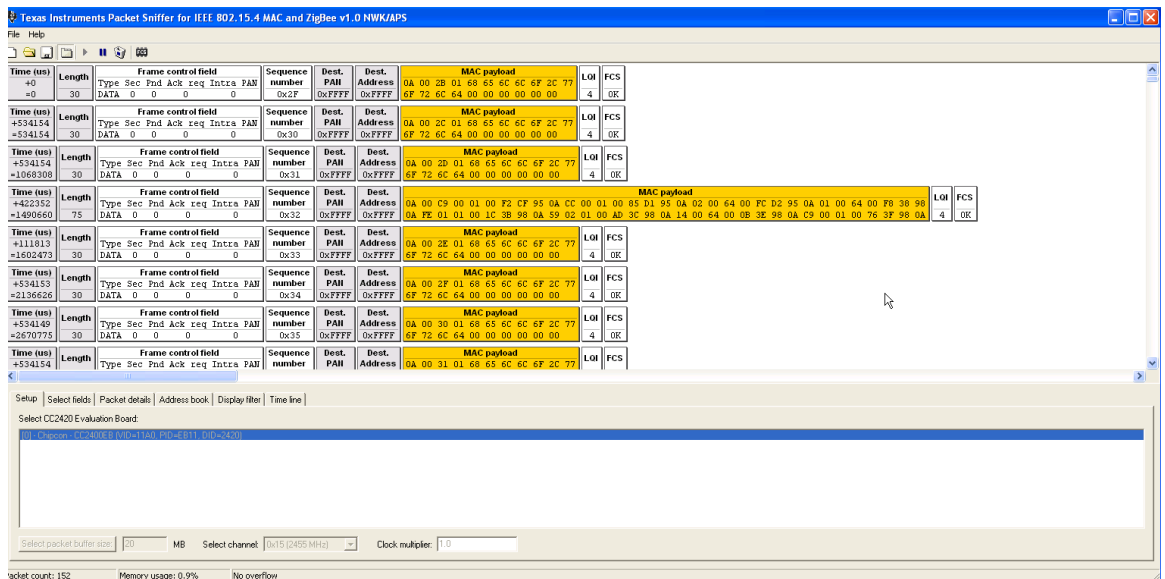 Texas Instruments Packet Sniffer for IEEE 802.15.4 MAC and ZigBee v1.0 NWK/APS
File Help
Time (us) Length Frame control field Sequence number Dest. PAN Dest. Address MAC payload LQI FCS
+0 Type Sec Pnd Ack req Intra PAN 0A 00 2B 01 68 65 6C 6C 6F 2C 77
=0 30 DATA 0 0 0 0 0x2F 0xFFFF 0xFFFF 6F 72 6C 64 00 00 00 00 00 4 OK
Time (us) Length Frame control field Sequence number Dest. PAN Dest. Address MAC payload LQI FCS
+534154 Type Sec Pnd Ack req Intra PAN 0A 00 2C 01 68 65 6C 6C 6F 2C 77
=534154 30 DATA 0 0 0 0 0x30 0xFFFF 0xFFFF 6F 72 6C 64 00 00 00 00 00 4 OK
Time (us) Length Frame control field Sequence number Dest. PAN Dest. Address MAC payload LQI FCS
+534154 Type Sec Pnd Ack req Intra PAN 0A 00 2D 01 68 65 6C 6C 6F 2C 77
=1068308 30 DATA 0 0 0 0 0x31 0xFFFF 0xFFFF 6F 72 6C 64 00 00 00 00 00 4 OK
Time (us) Length Frame control field Sequence number Dest. PAN Dest. Address MAC payload LQI FCS
+422352 Type Sec Pnd Ack req Intra PAN 0A 00 C9 00 01 00 F2 CF 95 0A CC 00 01 00 85 D1 95 0A 02 00 64 00 FC D2 95 0A 01 00 64 00 F8 38 98
=1490660 75 DATA 0 0 0 0 0x32 0xFFFF 0xFFFF 0A FE 01 01 00 1C 3B 98 0A 59 02 01 00 AD 3C 98 0A 14 00 64 00 0B 3E 98 0A C9 00 01 00 76 3F 98 0A 4 OK
Time (us) Length Frame control field Sequence number Dest. PAN Dest. Address MAC payload LQI FCS
+111813 Type Sec Pnd Ack req Intra PAN 0A 00 2E 01 68 65 6C 6C 6F 2C 77
=1602473 30 DATA 0 0 0 0 0x33 0xFFFF 0xFFFF 6F 72 6C 64 00 00 00 00 00 4 OK
Time (us) Length Frame control field Sequence number Dest. PAN Dest. Address MAC payload LQI FCS
+534153 Type Sec Pnd Ack req Intra PAN 0A 00 2F 01 68 65 6C 6C 6F 2C 77
=2136626 30 DATA 0 0 0 0 0x34 0xFFFF 0xFFFF 6F 72 6C 64 00 00 00 00 00 4 OK
Time (us) Length Frame control field Sequence number Dest. PAN Dest. Address MAC payload LQI FCS
+534149 Type Sec Pnd Ack req Intra PAN 0A 00 30 01 68 65 6C 6C 6F 2C 77
=2670775 30 DATA 0 0 0 0 0x35 0xFFFF 0xFFFF 6F 72 6C 64 00 00 00 00 00 4 OK
Time (us) Length Frame control field Sequence number Dest. PAN Dest. Address MAC payload LQI FCS
+534154 Type Sec Pnd Ack req Intra PAN 0A 00 31 01 68 65 6C 6C 6F 2C 77
Setup Select fields Packet details Address book Display filter Time line
Select CC2420 Evaluation Board:
[0] - Chipcon - CC2400EB (VID=11A0, PID=EB11, DID=2420)
Select packet buffer size: 20 MB Select channel: 0x15 (2455 MHz) Clock multiplier: 1.0
Packet count: 152 Memory usage: 0.9% No overflow